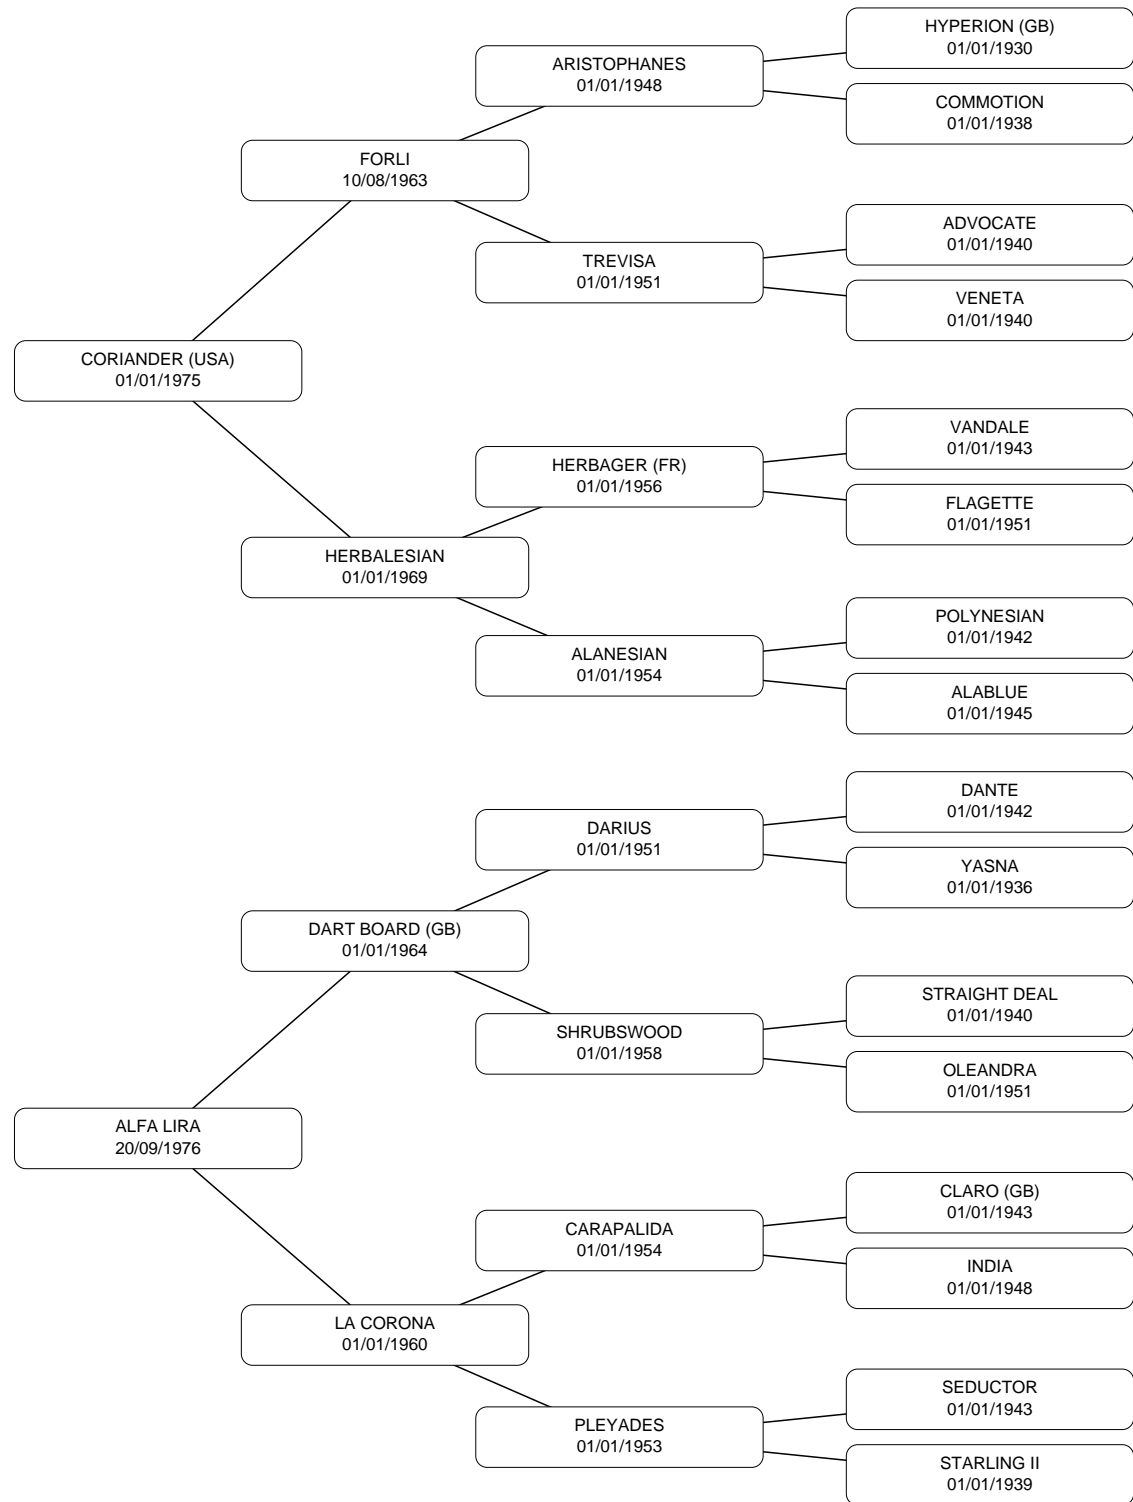 HYPERION (GB)
01/01/1930
ARISTOPHANES
01/01/1948
COMMOTION
01/01/1938
FORLI
10/08/1963
ADVOCATE
01/01/1940
TREVISA
01/01/1951
VENETA
01/01/1940
CORIANDER (USA)
01/01/1975
VANDALE
01/01/1943
HERBAGER (FR)
01/01/1956
FLAGETTE
01/01/1951
HERBALESIAN
01/01/1969
POLYNESIAN
01/01/1942
ALANESIAN
01/01/1954
ALABLUE
01/01/1945
DANTE
01/01/1942
DARIUS
01/01/1951
YASNA
01/01/1936
DART BOARD (GB)
01/01/1964
STRAIGHT DEAL
01/01/1940
SHRUBSWOOD
01/01/1958
OLEANDRA
01/01/1951
ALFA LIRA
20/09/1976
CLARO (GB)
01/01/1943
CARAPALIDA
01/01/1954
INDIA
01/01/1948
LA CORONA
01/01/1960
SEDUCTOR
01/01/1943
PLEYADES
01/01/1953
STARLING II
01/01/1939